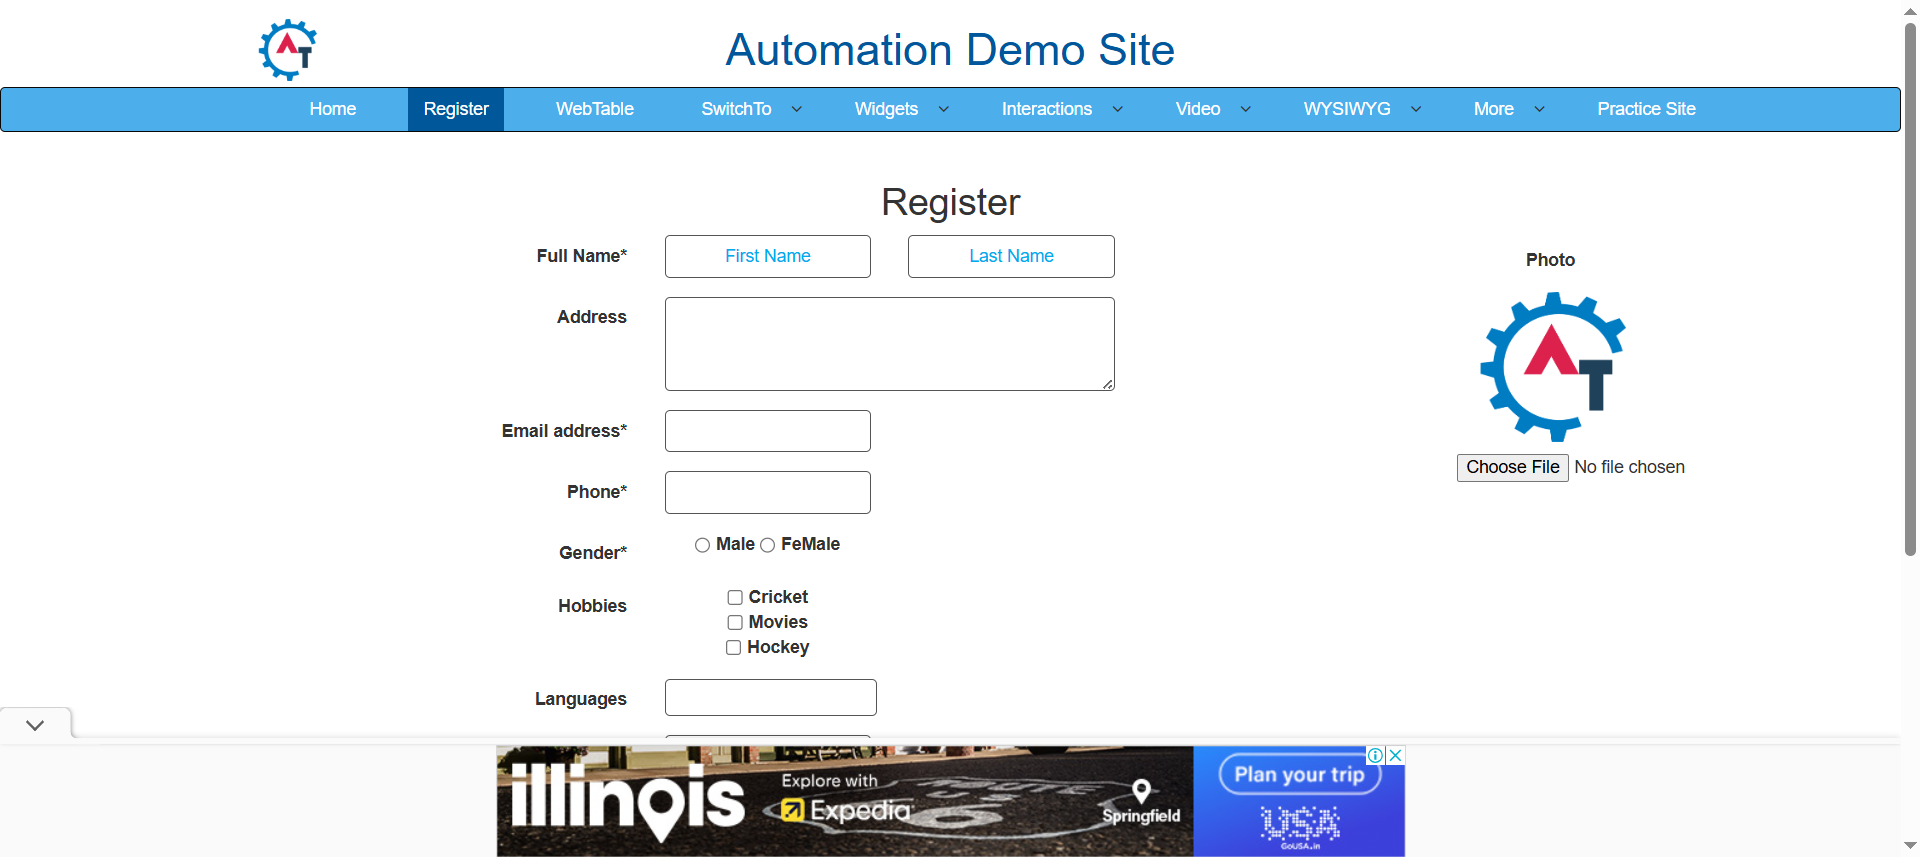 AT
Automation Demo Site
Home Register WebTable SwitchTo Widgets Interactions Video WYSIWYG More Practice Site
Register
Full Name* First Name Last Name
Photo
Address
AT
Email address*
Choose File No file chosen
Phone*
Gender* Male FeMale
Hobbies
Cricket
Movies
Hockey
Languages
illinois
Explore with
Expedia
ROUTE
US
6
Springfield
Plan your trip
USA
GoUSA.in